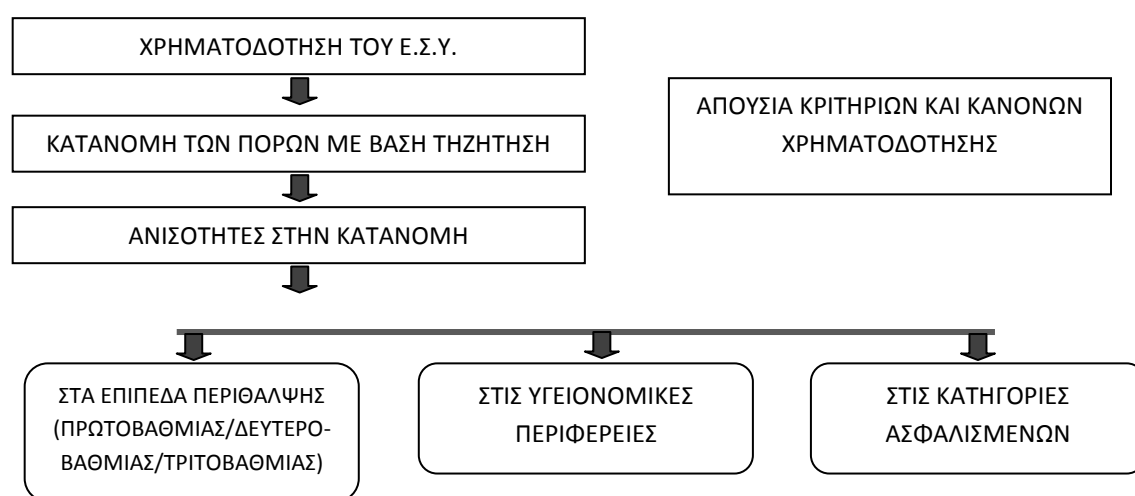 ΧΡΗΜΑΤΟΔΟΤΗΣΗ ΤΟΥ Ε.Σ.Υ.
ΑΠΟΥΣΙΑ ΚΡΙΤΗΡΙΩΝ ΚΑΙ ΚΑΝΟΝΩΝ
ΧΡΗΜΑΤΟΔΟΤΗΣΗΣ
ΚΑΤΑΝΟΜΗ ΤΩΝ ΠΟΡΩΝ ΜΕ ΒΑΣΗ ΤΗΖΗΤΗΣΗ
ΑΝΙΣΟΤΗΤΕΣ ΣΤΗΝ ΚΑΤΑΝΟΜΗ
ΣΤΑ ΕΠΙΠΕΔΑ ΠΕΡΙΘΑΛΨΗΣ
(ΠΡΩΤΟΒΑΘΜΙΑΣ/ΔΕΥΤΕΡΟ-
ΒΑΘΜΙΑΣ/ΤΡΙΤΟΒΑΘΜΙΑΣ)
ΣΤΙΣ ΥΓΕΙΟΝΟΜΙΚΕΣ
ΠΕΡΙΦΕΡΕΙΕΣ
ΣΤΙΣ ΚΑΤΗΓΟΡΙΕΣ
ΑΣΦΑΛΙΣΜΕΝΩΝ